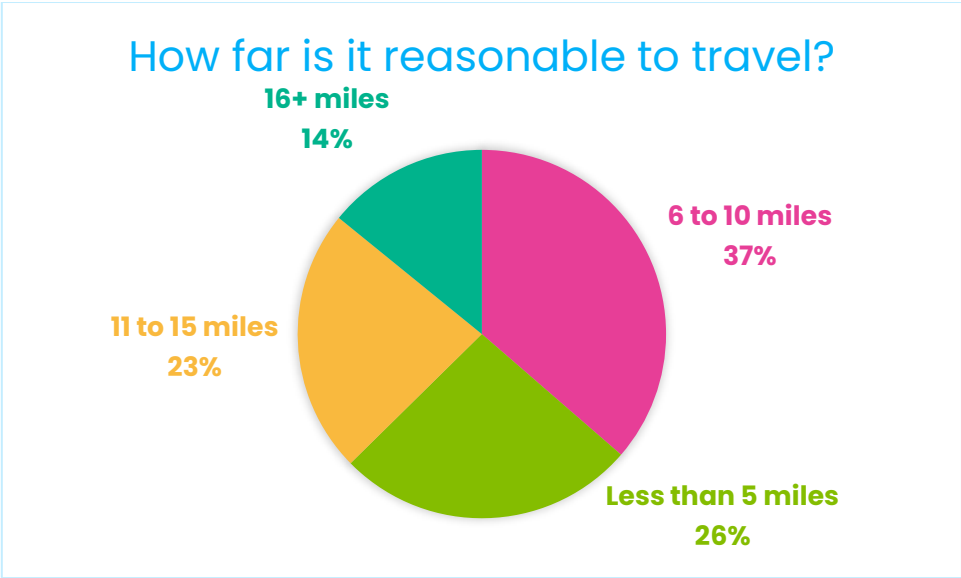 How far is it reasonable to travel?
16+ miles
14%
6 to 10 miles
37%
11 to 15 miles
23%
Less than 5 miles
26%